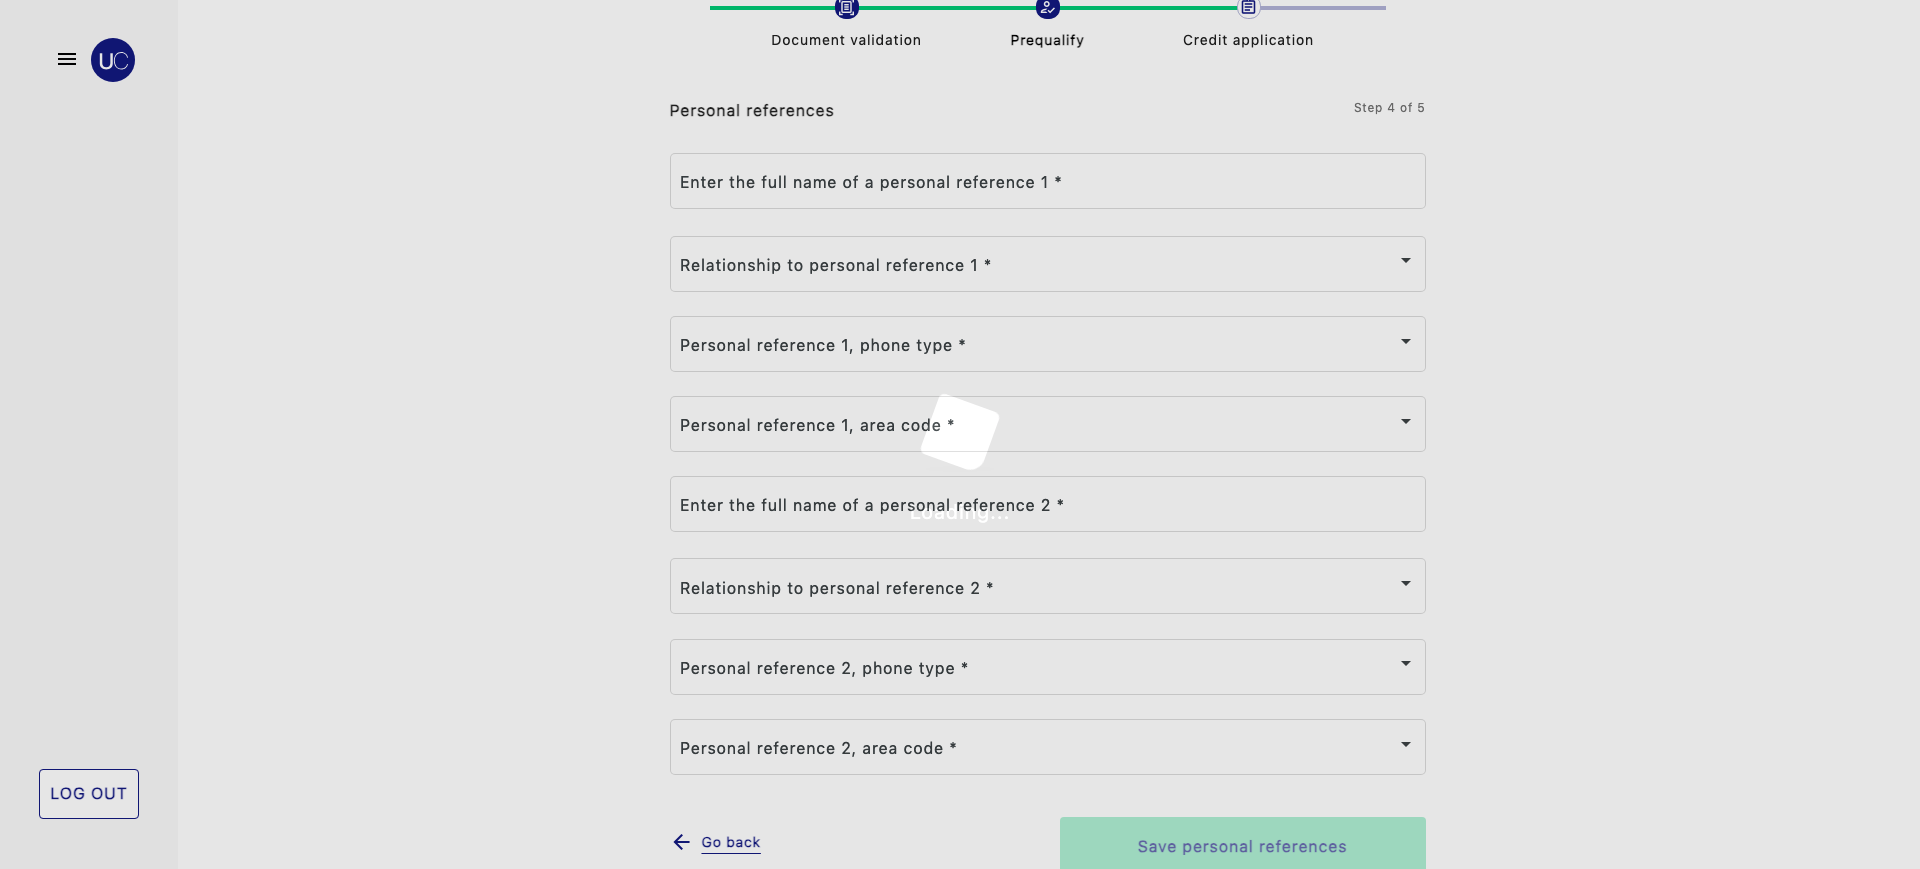 UC
Document validation
Prequalify
Credit application
Personal references
Step 4 of 5
Enter the full name of a personal reference 1 *
Relationship to personal reference 1 *
Personal reference 1, phone type *
Personal reference 1, area code *
Enter the full name of a personal reference 2 *
Loading...
Relationship to personal reference 2 *
Personal reference 2, phone type *
Personal reference 2, area code *
LOG OUT
Go back
Save personal references